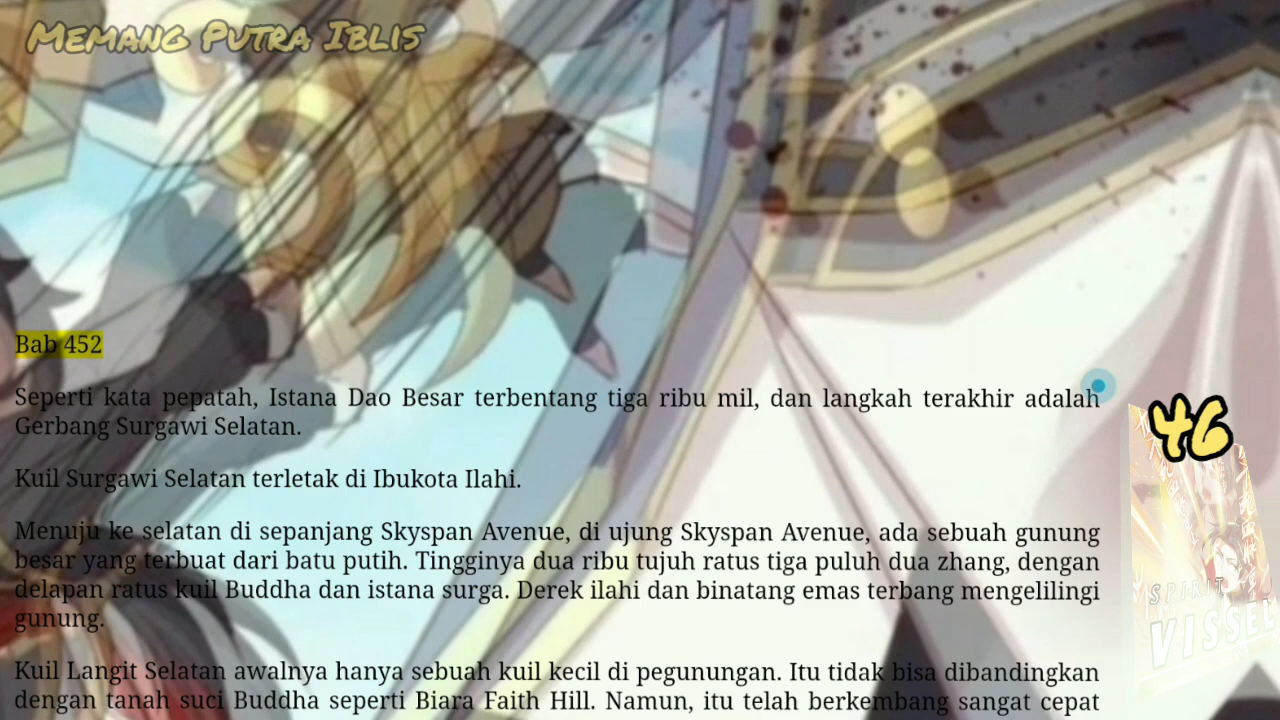 Memang Putra Iblis
Bab 452
Seperti kata pepatah, Istana Dao Besar terbentang tiga ribu mil, dan langkah terakhir adalah
Gerbang Surgawi Selatan.
Kuil Surgawi Selatan terletak di Ibukota Ilahi.
Menuju ke selatan di sepanjang Skyspan Avenue, di ujung Skyspan Avenue, ada sebuah gunung
besar yang terbuat dari batu putih. Tingginya dua ribu tujuh ratus tiga puluh dua zhang, dengan
delapan ratus kuil Buddha dan istana surga. Derek ilahi dan binatang emas terbang mengelilingi
gunung.
Kuil Langit Selatan awalnya hanya sebuah kuil kecil di pegunungan. Itu tidak bisa dibandingkan
dengan tanah suci Buddha seperti Biara Faith Hill. Namun, itu telah berkembang sangat cepat
46
SPIRIT
VISSEL